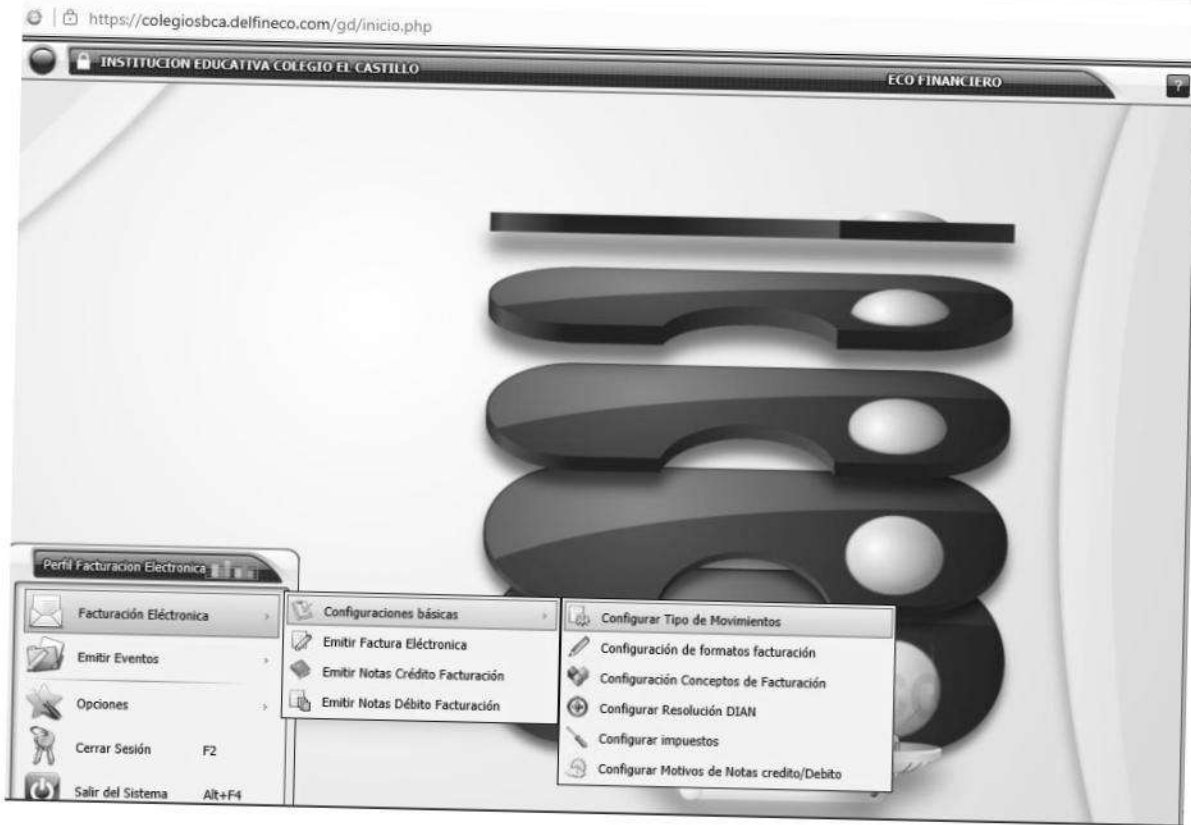 https://colegiosbca.delfineco.com/gd/inicio.php
INSTITUCION EDUCATIVA COLEGIO EL CASTILLO
ECO FINANCIERO
?
Perfil Facturacion Electronica
Facturación Eléctronica
Emitir Eventos
Opciones
Cerrar Sesión F2
Salir del Sistema Alt+F4
Configuraciones básicas
Emitir Factura Eléctronica
Emitir Notas Crédito Facturación
Emitir Notas Débito Facturación
Configurar Tipo de Movimientos
Configuración de formatos facturación
Configuración Conceptos de Facturación
Configurar Resolución DIAN
Configurar impuestos
Configurar Motivos de Notas credito/Debito